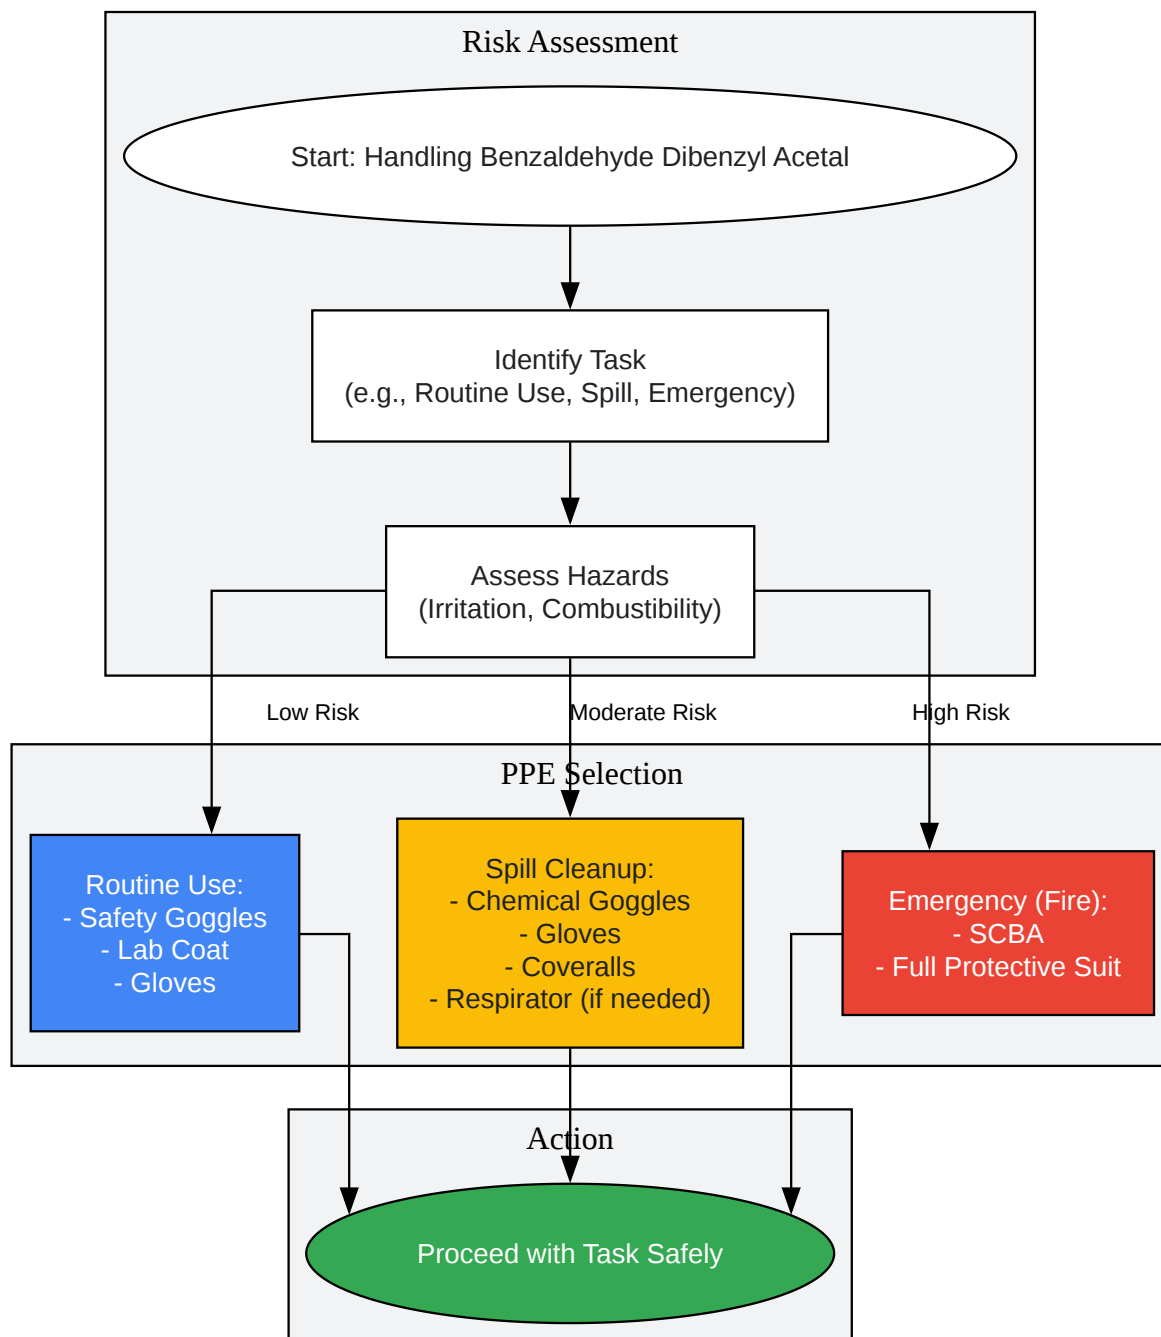 Risk Assessment
Start: Handling Benzaldehyde Dibenzyl Acetal
Identify Task
(e.g., Routine Use, Spill, Emergency)
Assess Hazards
(Irritation, Combustibility)
Low Risk
Moderate Risk
High Risk
PPE Selection
Routine Use:
- Safety Goggles
- Lab Coat
- Gloves
Spill Cleanup:
- Chemical Goggles
- Gloves
- Coveralls
- Respirator (if needed)
Emergency (Fire):
- SCBA
- Full Protective Suit
Action
Proceed with Task Safely